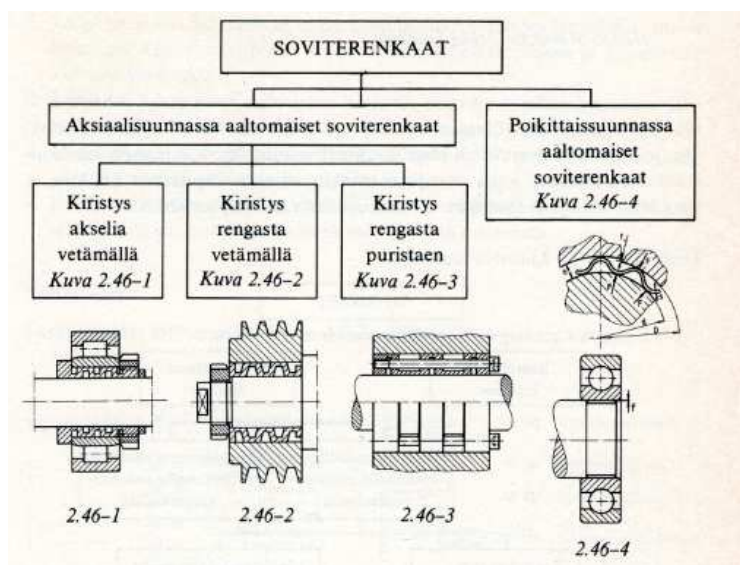 SOVITERENKAAT
Aksiaalisuunnassa aaltomaiset soviterenkaat
Poikittaissuunnassa
aaltomaiset
soviterenkaat
Kuva 2.46–4
Kiristys
akselia
vetämällä
Kuva 2.46–1
Kiristys
rengasta
vetämällä
Kuva 2.46–2
Kiristys
rengasta
puristaen
Kuva 2.46–3
2.46–1
2.46–2
2.46–3
2.46–4